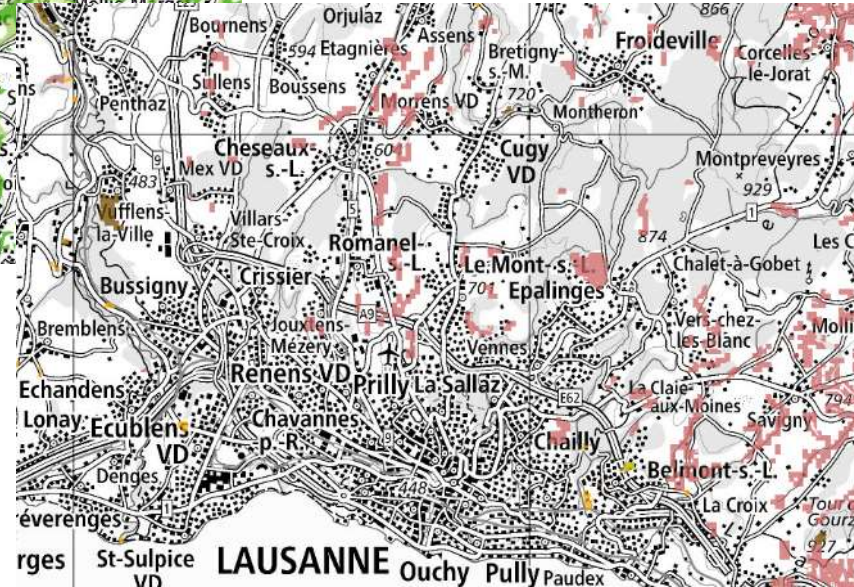 Bournens
Orjulaz
866
594
Etagnières
Assens
Bretigny
s.-M.
Froideville
Corcelles-
le-Jorat
Sullens
Boussens
Penthaz
Morrens VD
720
Montheron
Cheseaux-
s.-L.
604
Cugy
VD
9
Mex VD
483
Montpreveyres
929
Vufflens-
la-Ville
Villars-
Ste-Croix
5
1
Romanel-
s.-L.
874
Les C
Le Mont-s.-L.
701
Epalinges
Chalet-à-Gobet
Crissier
Bussigny
A9
Bremblens
Jouxtens-
Mézery
Vennes
Vers-chez-
les-Blanc
Molli
Renens VD
Prilly
La Sallaz
Echandens
E62
La Claie-
aux-Moines
794
Lonay
Ecublens
VD
Chavannes
p.-R.
9
Chailly
Savigny
Denges
448
Belmont-s.-L.
La Croix
Tour d
Gourz
927
everenges
1
rges
St-Sulpice
VD
LAUSANNE
Ouchy
Pully
Paudex